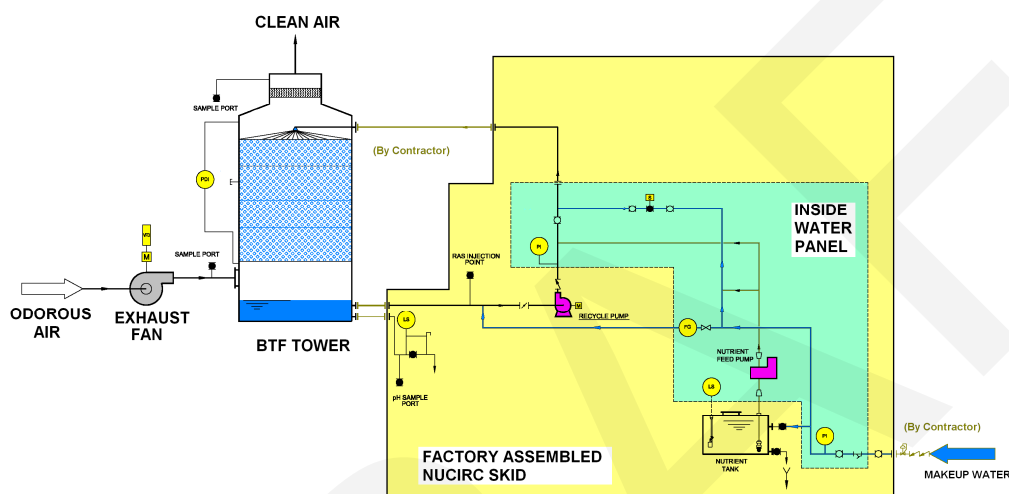 CLEAN AIR
SAMPLE PORT
(By Contractor)
PDI
S
INSIDE
WATER
PANEL
PI
M
SAMPLE PORT
RAS INJECTION
POINT
ODOROUS
AIR
EXHAUST
FAN
BTF TOWER
LS
M
RECYCLE PUMP
FG
NUTRIENT
FEED PUMP
pH SAMPLE
PORT
LS
PI
(By Contractor)
FACTORY ASSEMBLED
NUCIRC SKID
NUTRIENT
TANK
MAKEUP WATER